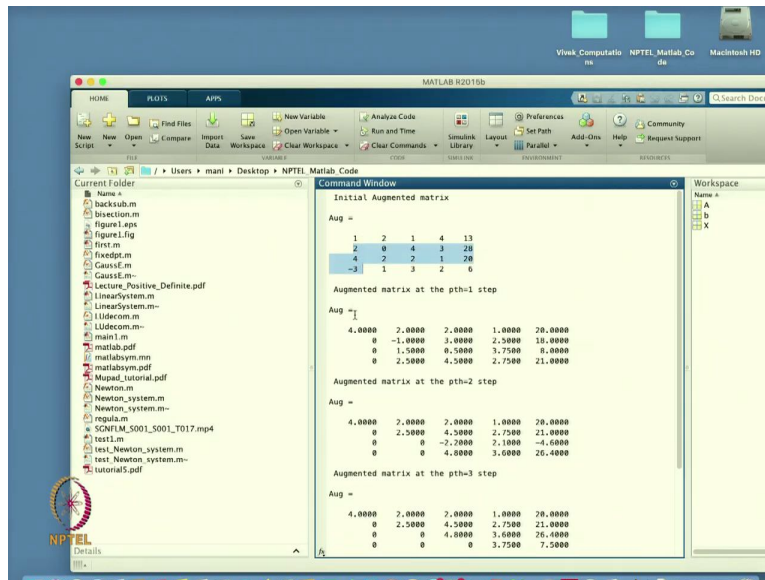 Vivek_Computatio
ns
NPTEL_Matlab_Co
de
Macintosh HD
MATLAB R2016b
HOME
PLOTS
APPS
Search Doc
New
Script
New
Open
Find Files
Compare
Import
Data
Save
Workspace
New Variable
Open Variable
Clear Workspace
Analyze Code
Run and Time
Clear Commands
Simulink
Library
Layout
Preferences
Set Path
Parallel
Add-Ons
Help
Community
Request Support
FILE
VARIABLE
CODE
SIMULINK
ENVIRONMENT
RESOURCES
/ Users mani Desktop NPTEL_Matlab_Code
Current Folder
Name
backsub.m
bisection.m
figure1.eps
figure1.fig
first.m
fixedpt.m
GaussE.m
GaussE.m~
Lecture_Positive_Definite.pdf
LinearSystem.m
LinearSystem.m~
LUdecom.m
LUdecom.m~
main1.m
matlab.pdf
matlabsym.mn
matlabsym.pdf
Mupad_tutorial.pdf
Newton.m
Newton_system.m
Newton_system.m~
regula.m
SGNFLM_S001_S001_T017.mp4
test1.m
test_Newton_system.m
test_Newton_system.m~
tutorial5.pdf
Details
Command Window
Initial Augmented matrix
Aug =
1 2 1 4 13
2 0 4 3 28
4 2 2 1 20
-3 1 3 2 6
Augmented matrix at the pth=1 step
Aug =
4.0000 2.0000 2.0000 1.0000 20.0000
0 -1.0000 3.0000 2.5000 18.0000
0 1.5000 0.5000 3.7500 8.0000
0 2.5000 4.5000 2.7500 21.0000
Augmented matrix at the pth=2 step
Aug =
4.0000 2.0000 2.0000 1.0000 20.0000
0 2.5000 4.5000 2.7500 21.0000
0 0 -2.2000 2.1000 -4.6000
0 0 4.8000 3.6000 26.4000
Augmented matrix at the pth=3 step
Aug =
4.0000 2.0000 2.0000 1.0000 20.0000
0 2.5000 4.5000 2.7500 21.0000
0 0 4.8000 3.6000 26.4000
0 0 0 3.7500 7.5000
fx
Workspace
Name
A
b
X
NPTEL